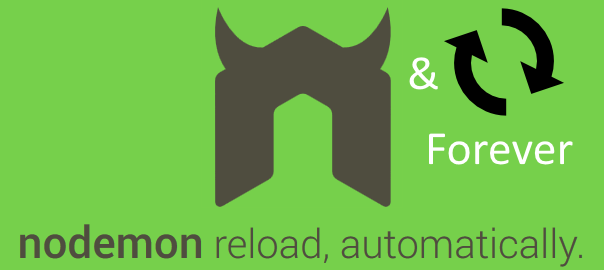 &
Forever
nodemon reload, automatically.